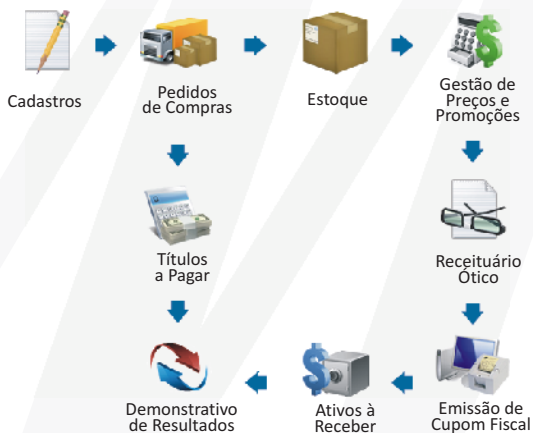 Cadastros
Pedidos
de Compras
Estoque
Gestão de
Preços e
Promoções
Títulos
a Pagar
Receituário
Ótico
Demonstrativo
de Resultados
Ativos à
Receber
Emissão de
Cupom Fiscal